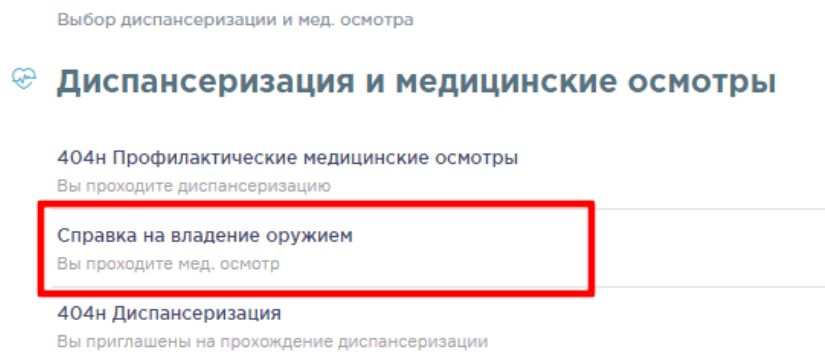 Выбор диспансеризации и мед. осмотра
Диспансеризация и медицинские осмотры
404н Профилактические медицинские осмотры
Вы проходите диспансеризацию
Справка на владение оружием
Вы проходите мед. осмотр
404н Диспансеризация
Вы приглашены на прохождение диспансеризации